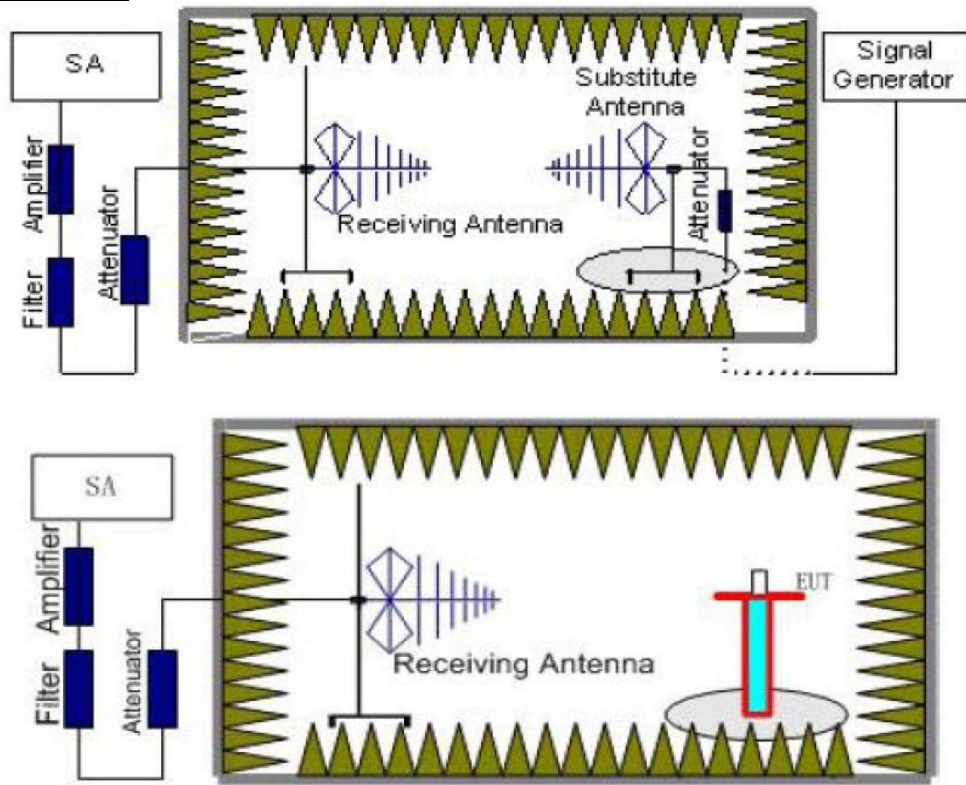 SA
Signal
Generator
Substitute
Antenna
Amplifier
Attenuator
Attenuator
Receiving Antenna
Filter
SA
Amplifier
EUT
Receiving Antenna
Filter
Attenuator